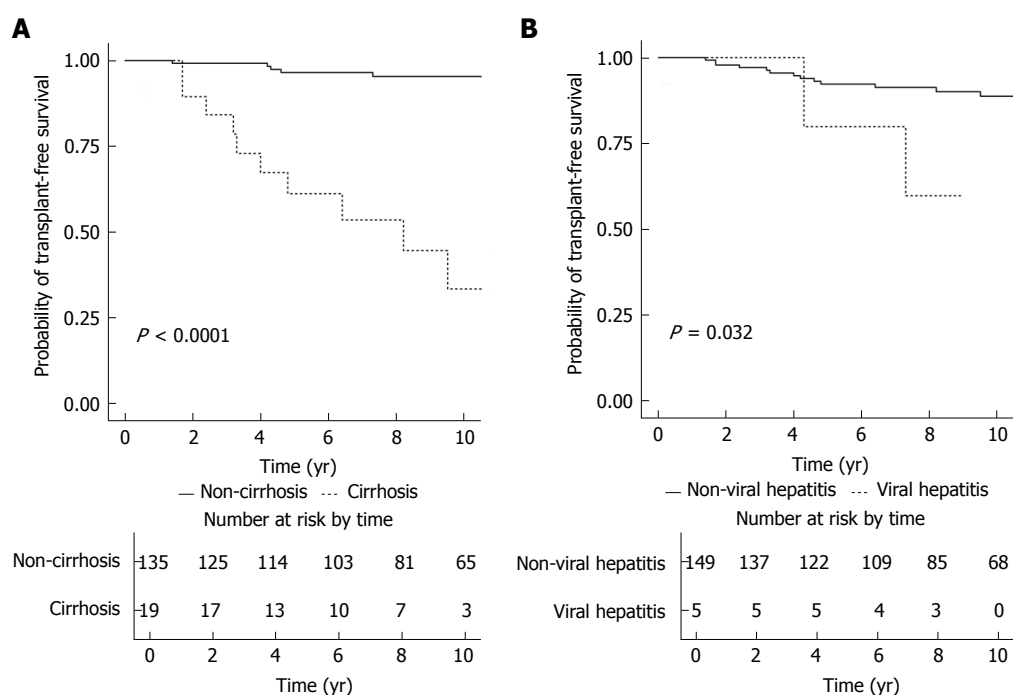 A
Probability of transplant-free survival
1.00
0.75
0.50
0.25
0.00
P < 0.0001
0 2 4 6 8 10
Time (yr)
Non-cirrhosis Cirrhosis
Number at risk by time
Non-cirrhosis 135 125 114 103 81 65
Cirrhosis 19 17 13 10 7 3
0 2 4 6 8 10
Time (yr)
B
Probability of transplant-free survival
1.00
0.75
0.50
0.25
0.00
P = 0.032
0 2 4 6 8 10
Time (yr)
Non-viral hepatitis Viral hepatitis
Number at risk by time
Non-viral hepatitis 149 137 122 109 85 68
Viral hepatitis 5 5 5 4 3 0
0 2 4 6 8 10
Time (yr)